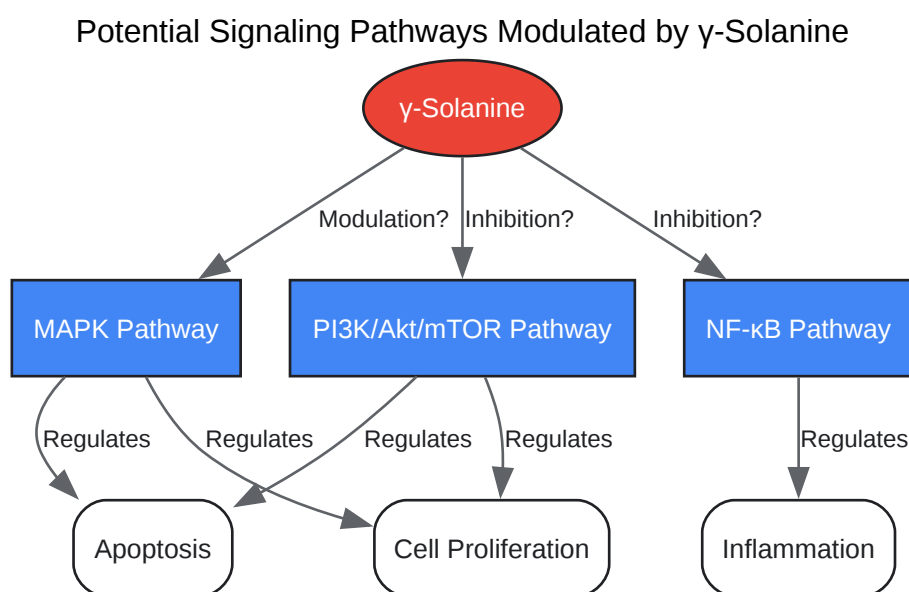 Potential Signaling Pathways Modulated by γ-Solanine
γ-Solanine
Modulation?
Inhibition?
Inhibition?
MAPK Pathway
PI3K/Akt/mTOR Pathway
NF-κB Pathway
Regulates
Regulates
Regulates
Regulates
Regulates
Apoptosis
Cell Proliferation
Inflammation